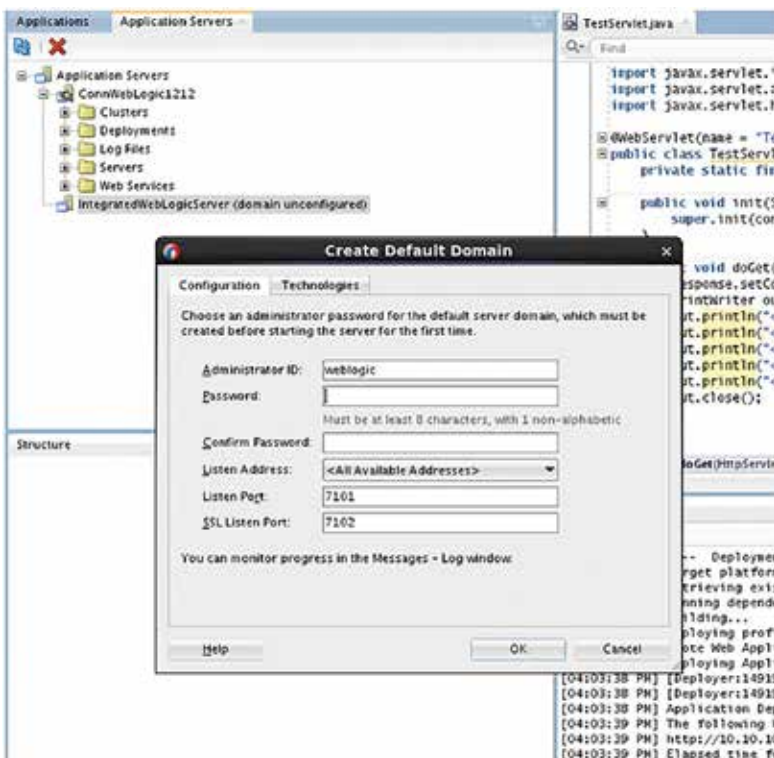 Applications
Application Servers
Application Servers
ConnWebLogic1212
Clusters
Deployments
Log Files
Servers
Web Services
IntegratedWebLogicServer (domain unconfigured)
Structure
TestServlet.java
Find
import javax.servlet.
import javax.servlet.
import javax.servlet.
@WebServlet(name = "Te
public class TestServl
private static fin
public void init(S
super.init(con
void doGet(
esponse.setCo
rintWriter ou
ut.println("<
ut.println("<
ut.println("<
ut.println("<
ut.println("<
ut.close();
doGet(HttpServle
Create Default Domain
Configuration
Technologies
Choose an administrator password for the default server domain, which must be
created before starting the server for the first time.
Administrator ID:
weblogic
Password:
Must be at least 8 characters, with 1 non-alphabetic
Confirm Password:
Listen Address:
<All Available Addresses>
Listen Port:
7101
SSL Listen Port:
7102
You can monitor progress in the Messages - Log window.
Help
OK
Cancel
-- Deployme
rget platform
trieving exi
nning depend
ilding...
ploying prof
ote Web Appl
ploying Appl
[04:03:38 PM] [Deployer:1491
[04:03:38 PM] [Deployer:1491
[04:03:38 PM] Application Dep
[04:03:39 PM] The following
[04:03:39 PM] http://10.10.10
[04:03:39 PM] Elapsed time f